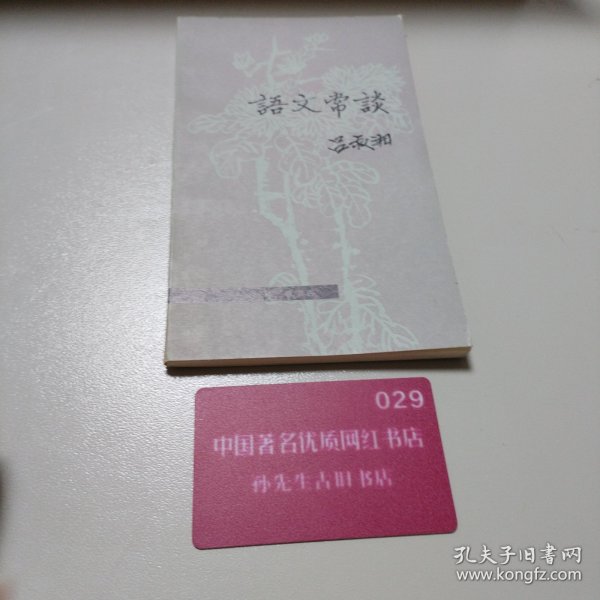 語文常談
吕叔湘
029
中国著名优质网红书店
孙先生古旧书店
孔夫子旧书网
www.kongfz.com